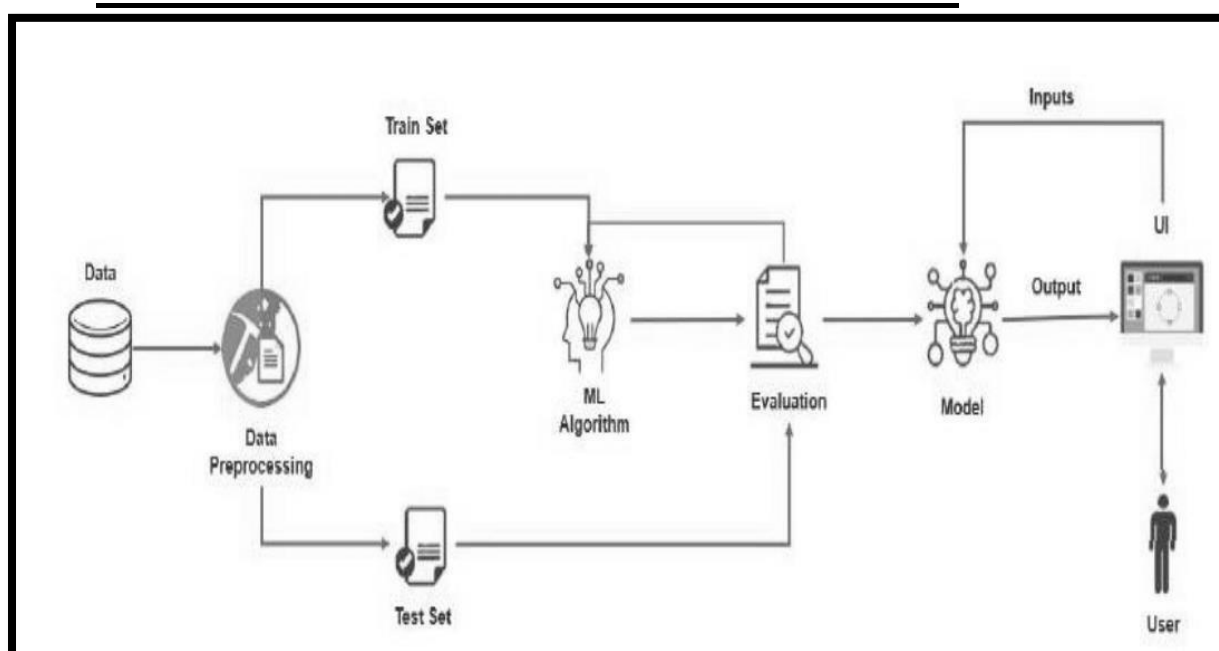 Inputs
Train Set
UI
Data
Output
ML
Algorithm
Evaluation
Model
Data
Preprocessing
Test Set
User